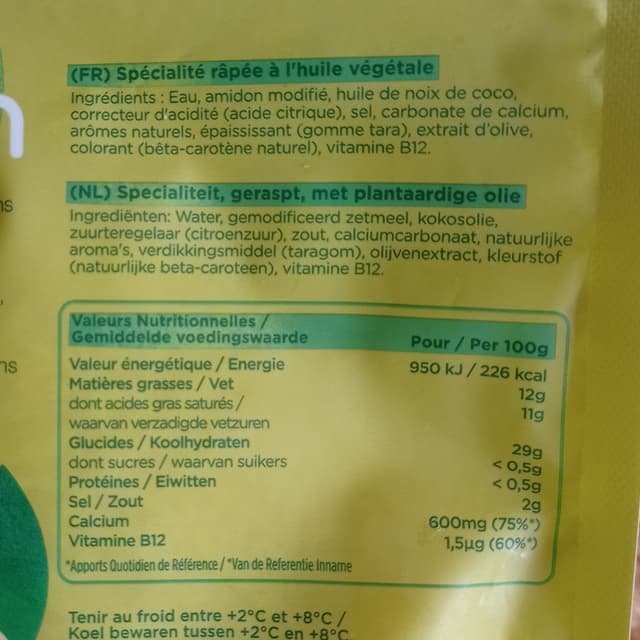 (FR) Spécialité râpée à l'huile végétale
Ingrédients : Eau, amidon modifié, huile de noix de coco,
correcteur d'acidité (acide citrique), sel, carbonate de calcium,
arômes naturels, épaississant (gomme tara), extrait d'olive,
colorant (bêta-carotène naturel), vitamine B12.
(NL) Specialiteit, geraspt, met plantaardige olie
Ingrediënten: Water, gemodificeerd zetmeel, kokosolie,
zuurteregelaar (citroenzuur), zout, calciumcarbonaat, natuurlijke
aroma's, verdikkingsmiddel (taragom), olijvenextract, kleurstof
(natuurlijke beta-caroteen), vitamine B12.
Valeurs Nutritionnelles /
Gemiddelde voedingswaarde Pour / Per 100g
Valeur énergétique / Energie 950 kJ / 226 kcal
Matières grasses / Vet 12g
dont acides gras saturés /
waarvan verzadigde vetzuren 11g
Glucides / Koolhydraten 29g
dont sucres / waarvan suikers < 0,5g
Protéines / Eiwitten < 0,5g
Sel / Zout 2g
Calcium 600mg (75%*)
Vitamine B12 1,5µg (60%*)
*Apports Quotidien de Référence / *Van de Referentie Inname
Tenir au froid entre +2°C et +8°C /
Koel bewaren tussen +2°C en +8°C.